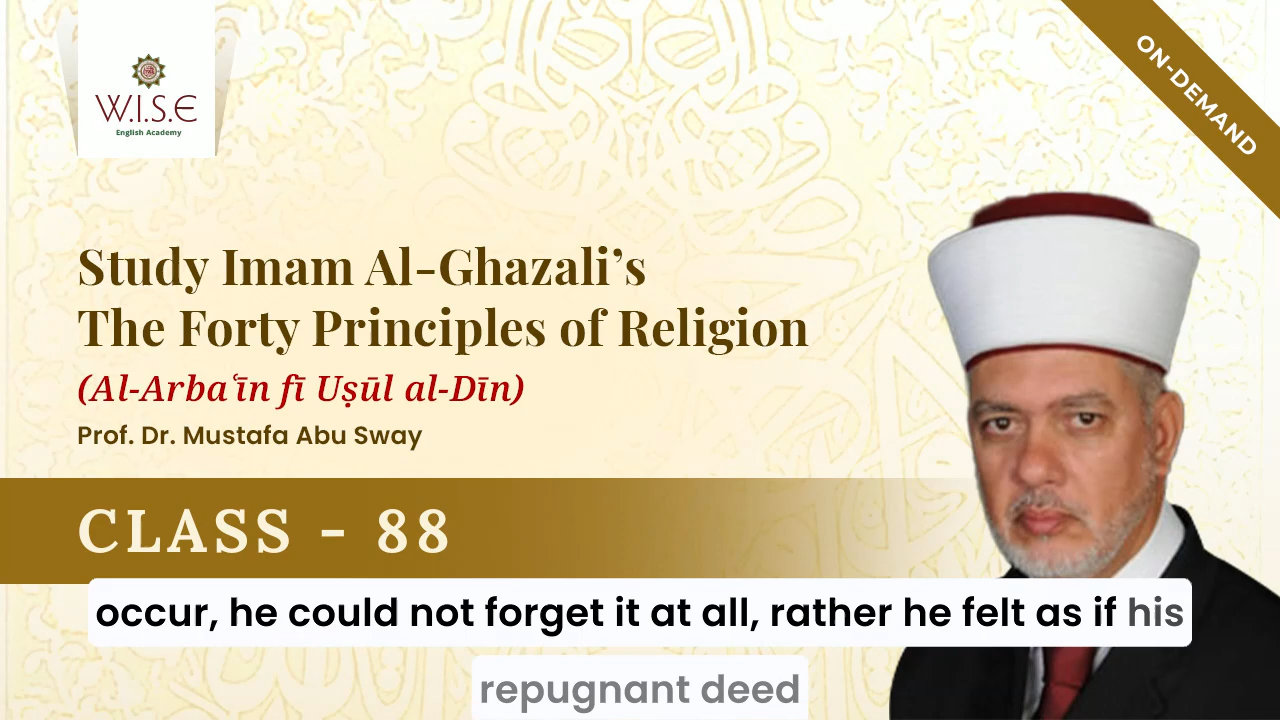 W.I.S.E
English Academy
ON-DEMAND
Study Imam Al-Ghazali’s
The Forty Principles of Religion
(Al-Arbaʿīn fī Uṣūl al-Dīn)
Prof. Dr. Mustafa Abu Sway
CLASS - 88
occur, he could not forget it at all, rather he felt as if his
repugnant deed